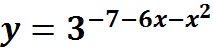 y = 3^{-7-6x-x^2}